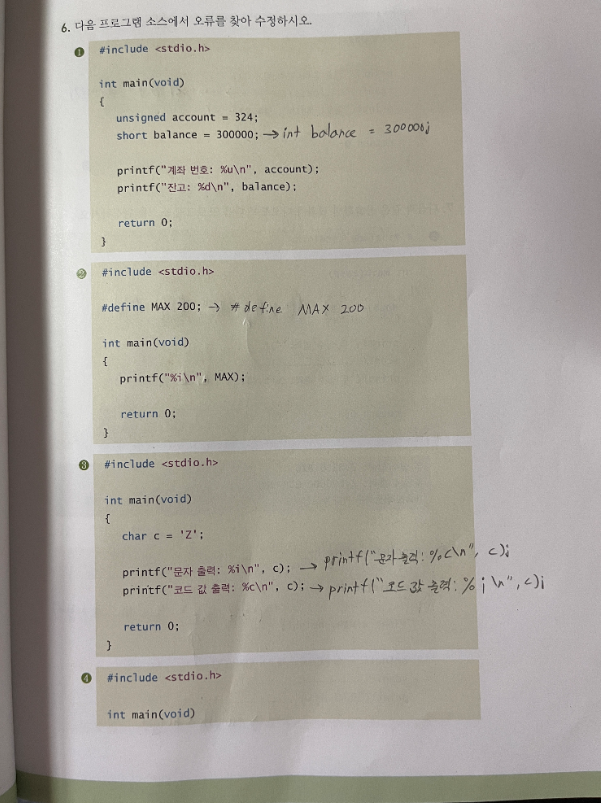 6. 다음 프로그램 소스에서 오류를 찾아 수정하시오.
❶ #include <stdio.h>
int main(void)
{
unsigned account = 324;
short balance = 300000; → int balance = 300000;
printf("계좌 번호: %u\n", account);
printf("잔고: %d\n", balance);
return 0;
}
❷ #include <stdio.h>
#define MAX 200; → #define MAX 200
int main(void)
{
printf("%i\n", MAX);
return 0;
}
❸ #include <stdio.h>
int main(void)
{
char c = 'Z';
printf("문자 출력: %i\n", c); → printf("문자 출력: %c\n", c);
printf("코드 값 출력: %c\n", c); → printf("코드 값 출력: % i \n", c);
return 0;
}
❹ #include <stdio.h>
int main(void)